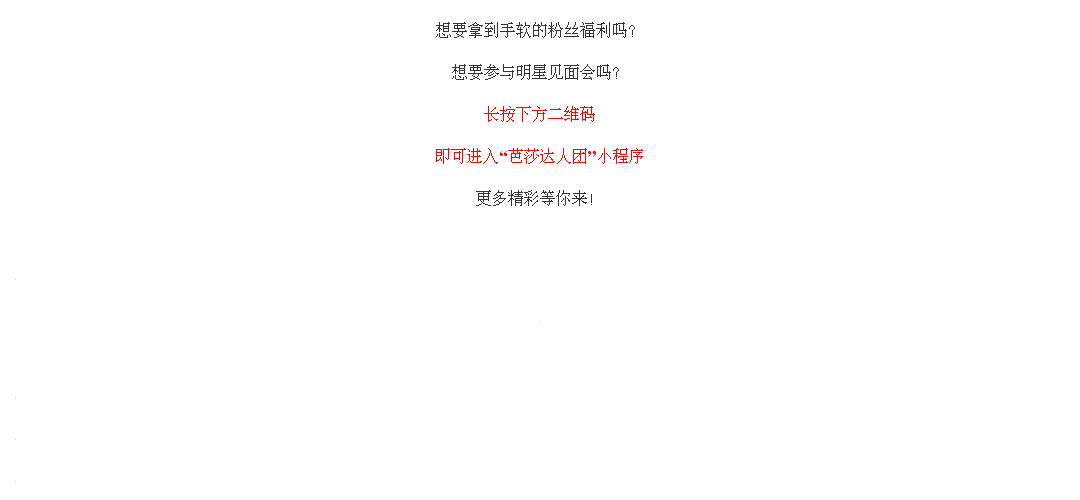 想要拿到手软的粉丝福利吗?
想要参与明星见面会吗?
长按下方二维码
即可进入“芭莎达人团”小程序
更多精彩等你来!